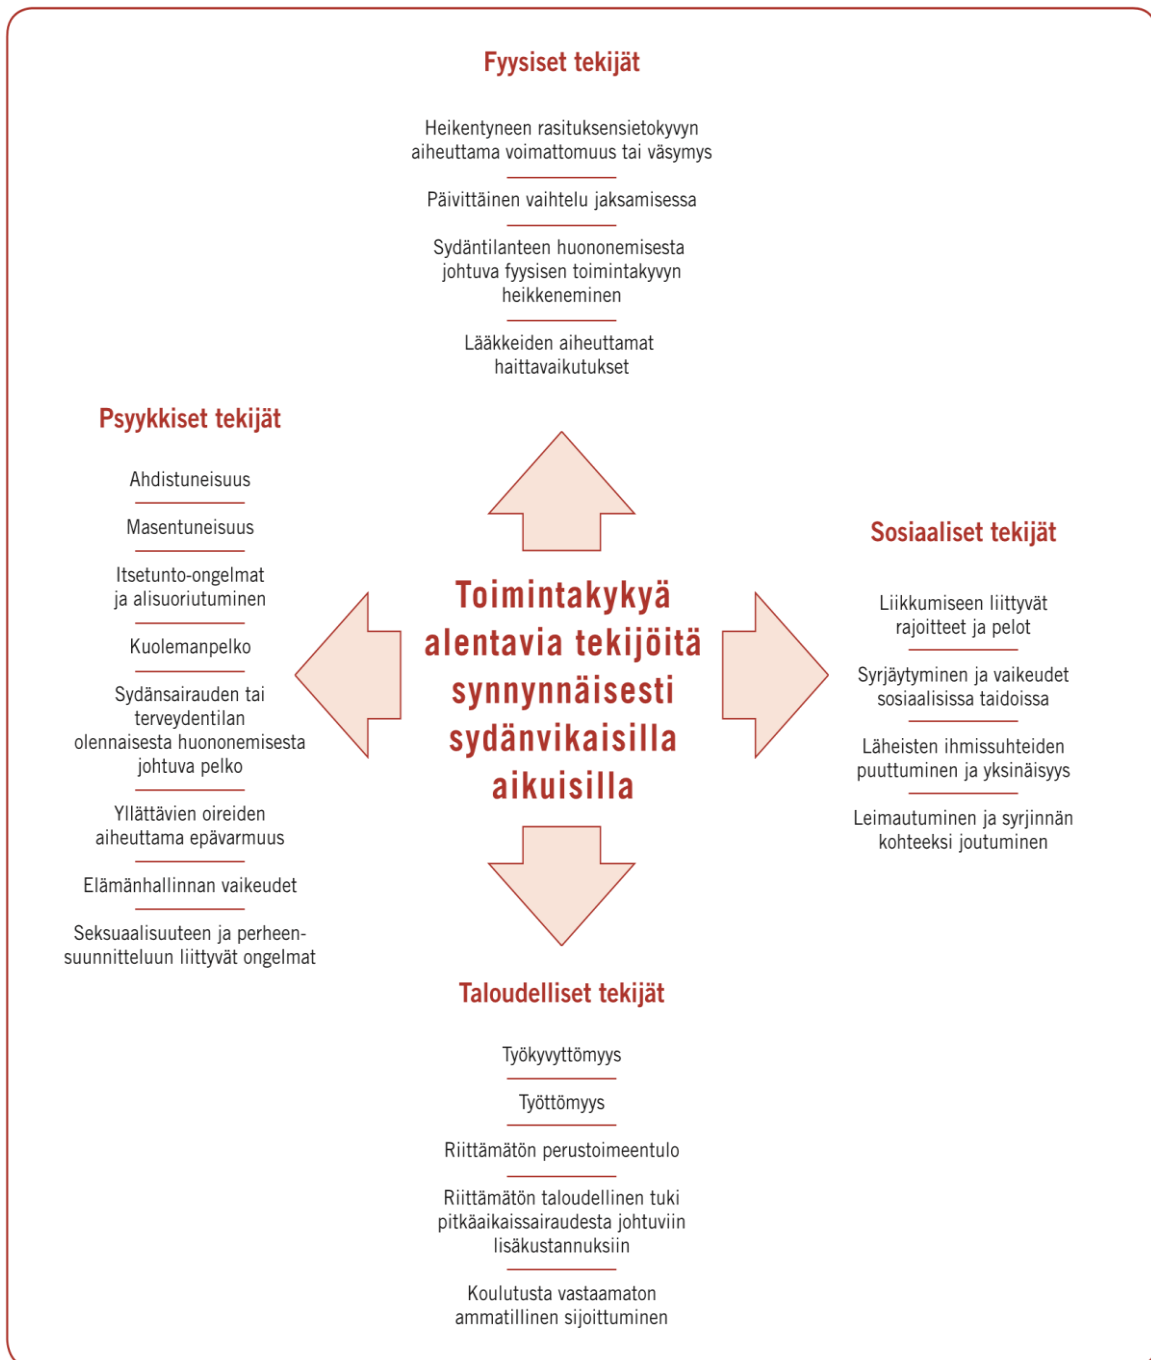 Fyysiset tekijät
Heikentyneen rasituksensietokyvyn
aiheuttama voimattomuus tai väsymys
Päivittäinen vaihtelu jaksamisessa
Sydäntilanteen huononemisesta
johtuva fyysisen toimintakyvyn
heikkeneminen
Lääkkeiden aiheuttamat
haittavaikutukset
Psyykkiset tekijät
Ahdistuneisuus
Masentuneisuus
Itsetunto-ongelmat
ja alisuoriutuminen
Kuolemanpelko
Sydänsairauden tai
terveydentilan
olennaisesta huononemisesta
johtuva pelko
Yllättävien oireiden
aiheuttama epävarmuus
Elämänhallinnan vaikeudet
Seksuaalisuuteen ja perheen-
suunnitteluun liittyvät ongelmat
Toimintakykyä
alentavia tekijöitä
synnynnäisesti
sydänvikaisilla
aikuisilla
Sosiaaliset tekijät
Liikkumiseen liittyvät
rajoitteet ja pelot
Syrjäytyminen ja vaikeudet
sosiaalisissa taidoissa
Läheisten ihmissuhteiden
puuttuminen ja yksinäisyys
Leimautuminen ja syrjinnän
kohteeksi joutuminen
Taloudelliset tekijät
Työkyvyttömyys
Työttömyys
Riittämätön perustoimeentulo
Riittämätön taloudellinen tuki
pitkäaikaissairaudesta johtuviin
lisäkustannuksiin
Koulutusta vastaamaton
ammatillinen sijoittuminen